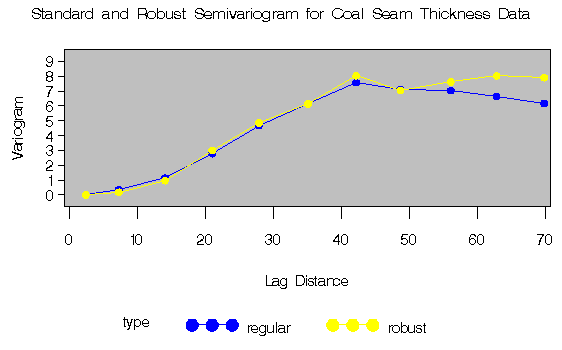 Standard and Robust Semivariogram for Coal Seam Thickness Data
Variogram
9
8
7
6
5
4
3
2
1
0
0 10 20 30 40 50 60 70
Lag Distance
type regular robust